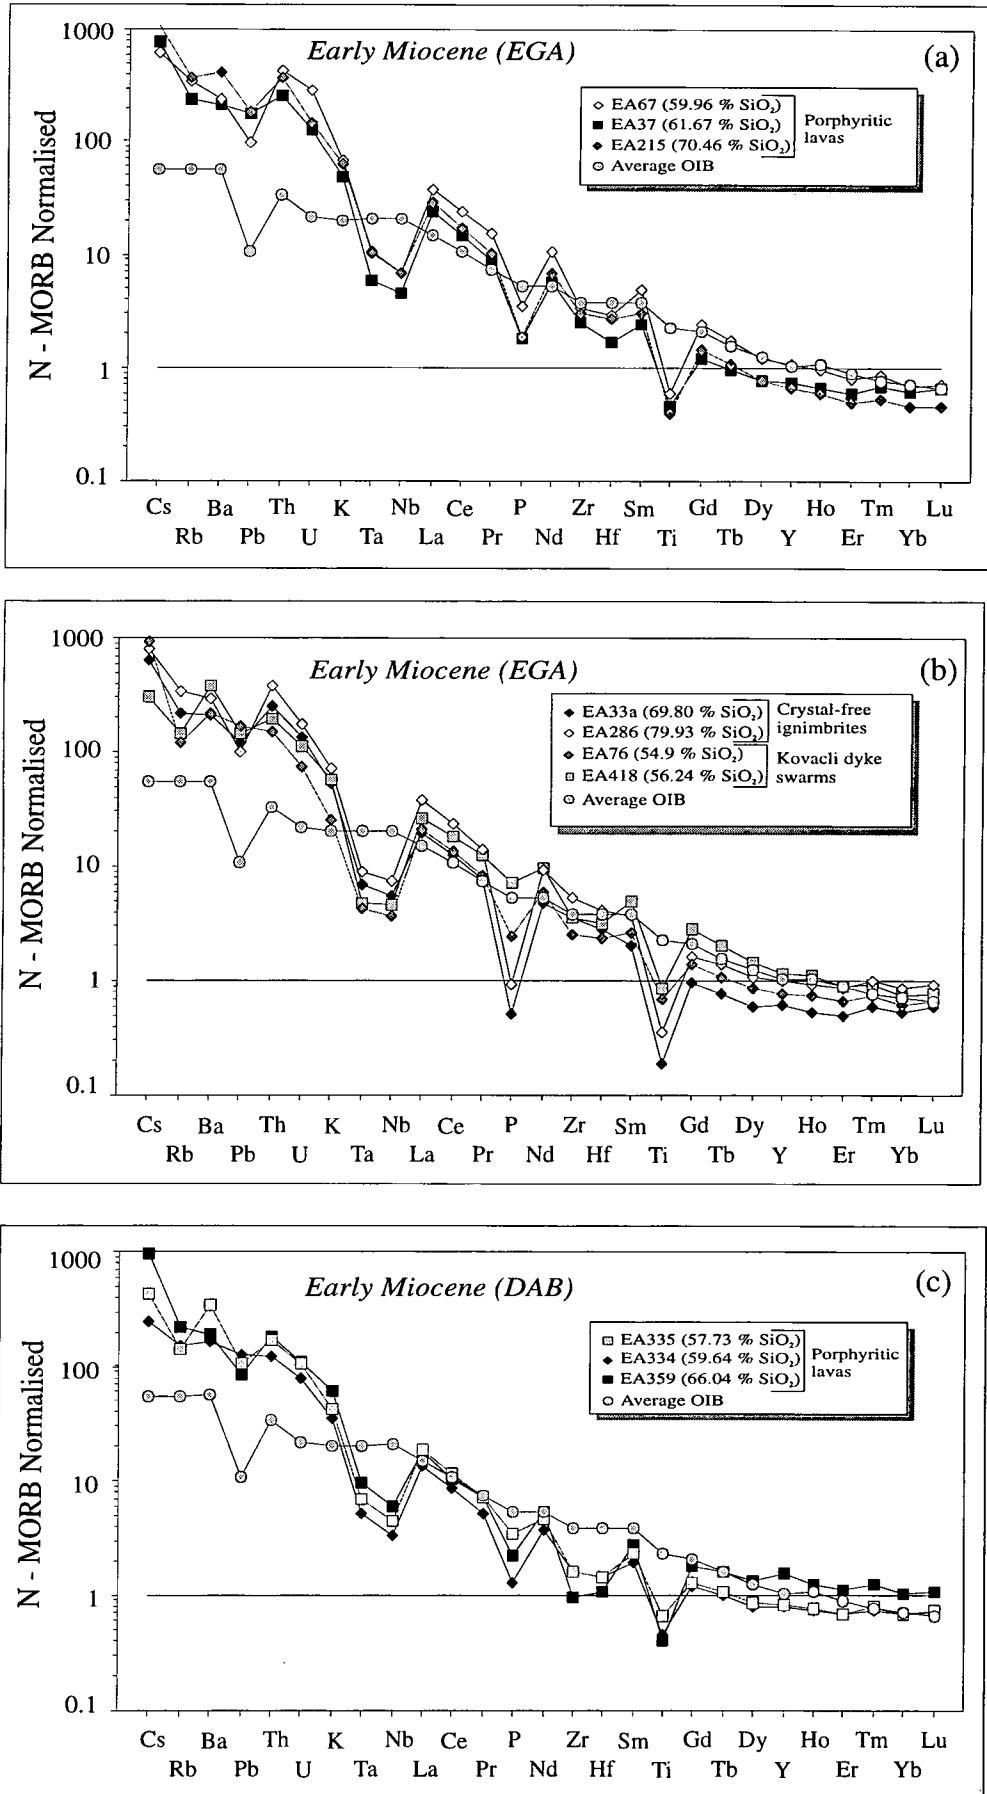 Early Miocene (EGA)
(a)
1000
100
10
1
0.1
N - MORB Normalised
EA67 (59.96 % SiO₂)
EA37 (61.67 % SiO₂)
EA215 (70.46 % SiO₂)
Porphyritic
lavas
Average OIB
Cs Ba Th K Nb Ce P Zr Sm Gd Dy Ho Tm Lu
Rb Pb U Ta La Pr Nd Hf Ti Tb Y Er Yb
Early Miocene (EGA)
(b)
1000
100
10
1
0.1
N - MORB Normalised
EA33a (69.80 % SiO₂)
EA286 (79.93 % SiO₂)
Crystal-free
ignimbrites
EA76 (54.9 % SiO₂)
EA418 (56.24 % SiO₂)
Kovacli dyke
swarms
Average OIB
Cs Ba Th K Nb Ce P Zr Sm Gd Dy Ho Tm Lu
Rb Pb U Ta La Pr Nd Hf Ti Tb Y Er Yb
Early Miocene (DAB)
(c)
1000
100
10
1
0.1
N - MORB Normalised
EA335 (57.73 % SiO₂)
EA334 (59.64 % SiO₂)
EA359 (66.04 % SiO₂)
Porphyritic
lavas
Average OIB
Cs Ba Th K Nb Ce P Zr Sm Gd Dy Ho Tm Lu
Rb Pb U Ta La Pr Nd Hf Ti Tb Y Er Yb